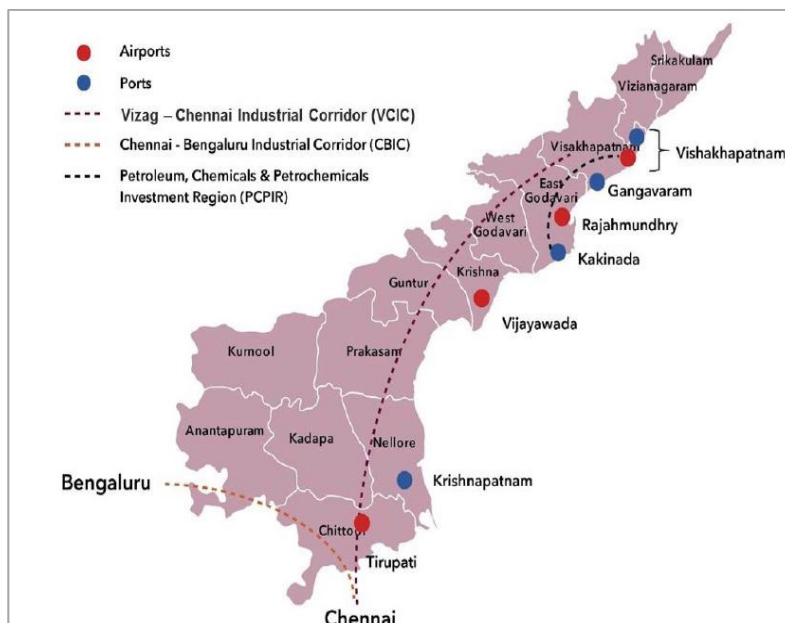 Airports
Ports
Vizag – Chennai Industrial Corridor (VCIC)
Chennai - Bengaluru Industrial Corridor (CBIC)
Petroleum, Chemicals & Petrochemicals
Investment Region (PCPIR)
Srikakulam
Vizianagaram
Visakhapatnam
Vishakhapatnam
East
Godavari
Gangavaram
West
Godavari
Rajahmundhry
Kakinada
Krishna
Guntur
Vijayawada
Kurnool
Prakasam
Anantapuram
Kadapa
Nellore
Bengaluru
Krishnapatnam
Chittoor
Tirupati
Chennai